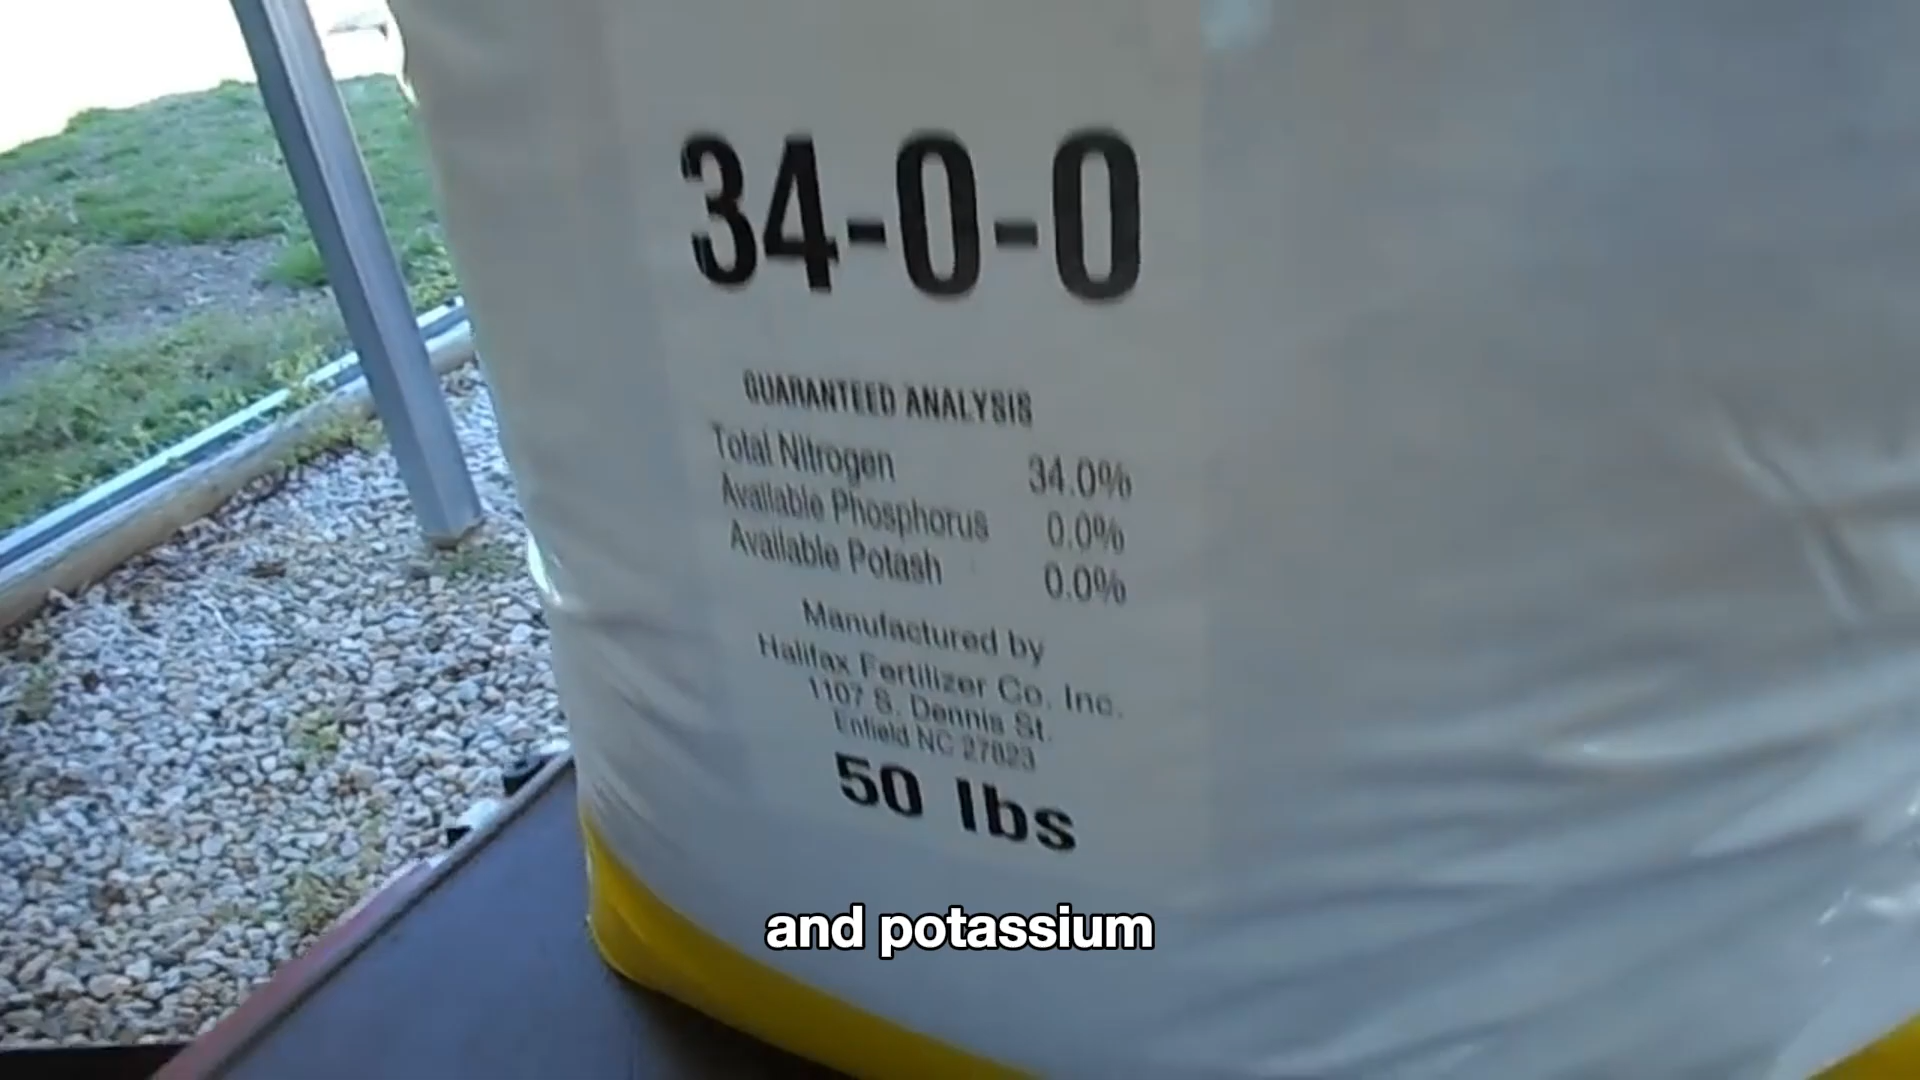 34-0-0
GUARANTEED ANALYSIS
Total Nitrogen 34.0%
Available Phosphorus 0.0%
Available Potash 0.0%
Manufactured by
Halifax Fertilizer Co. Inc.
1107 S. Dennis St.
Enfield NC 27823
50 lbs
and potassium